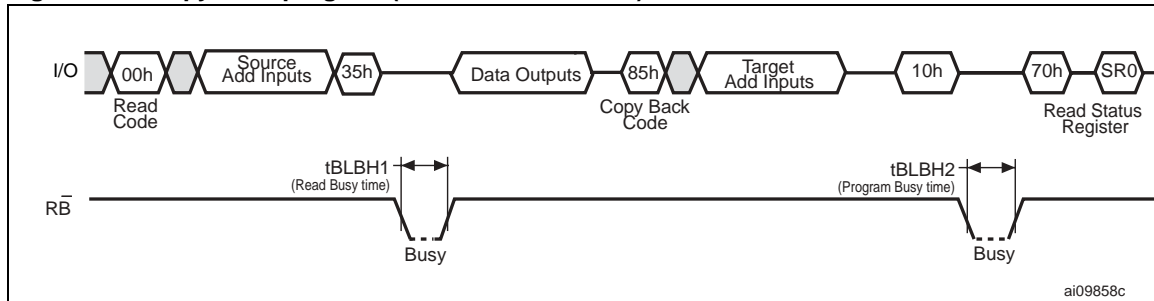 I/O
00h
Source
Add Inputs
35h
Data Outputs
85h
Target
Add Inputs
10h
70h
SR0
Read
Code
Copy Back
Code
Read Status
Register
tBLBH1
(Read Busy time)
tBLBH2
(Program Busy time)
RB
Busy
Busy
ai09858c